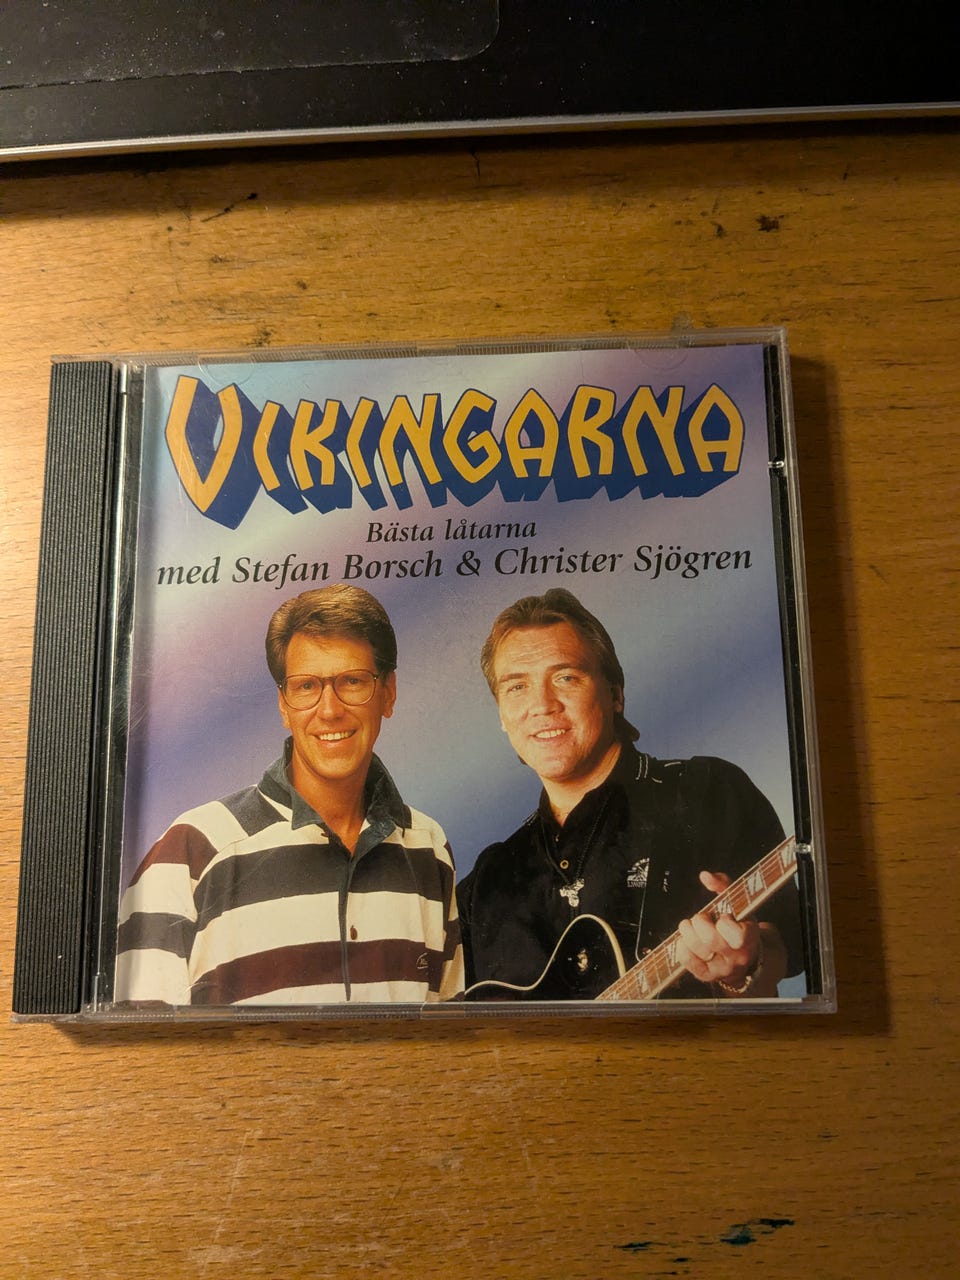 VIKINGARNA
Bästa låtarna
med Stefan Borsch & Christer Sjögren